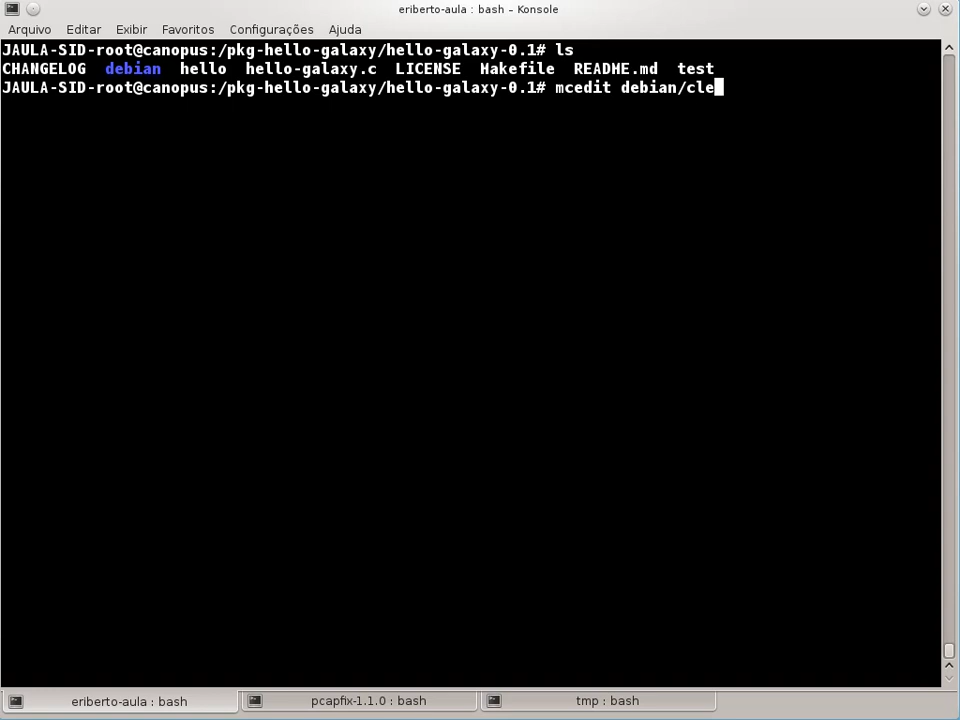 eriberto-aula : bash – Konsole
Arquivo Editar Exibir Favoritos Configurações Ajuda
JAULA-SID-root@canopus:/pkg-hello-galaxy/hello-galaxy-0.1# ls
CHANGELOG debian hello hello-galaxy.c LICENSE Makefile README.md test
JAULA-SID-root@canopus:/pkg-hello-galaxy/hello-galaxy-0.1# mcedit debian/cle
eriberto-aula : bash pcapfix-1.1.0 : bash tmp : bash